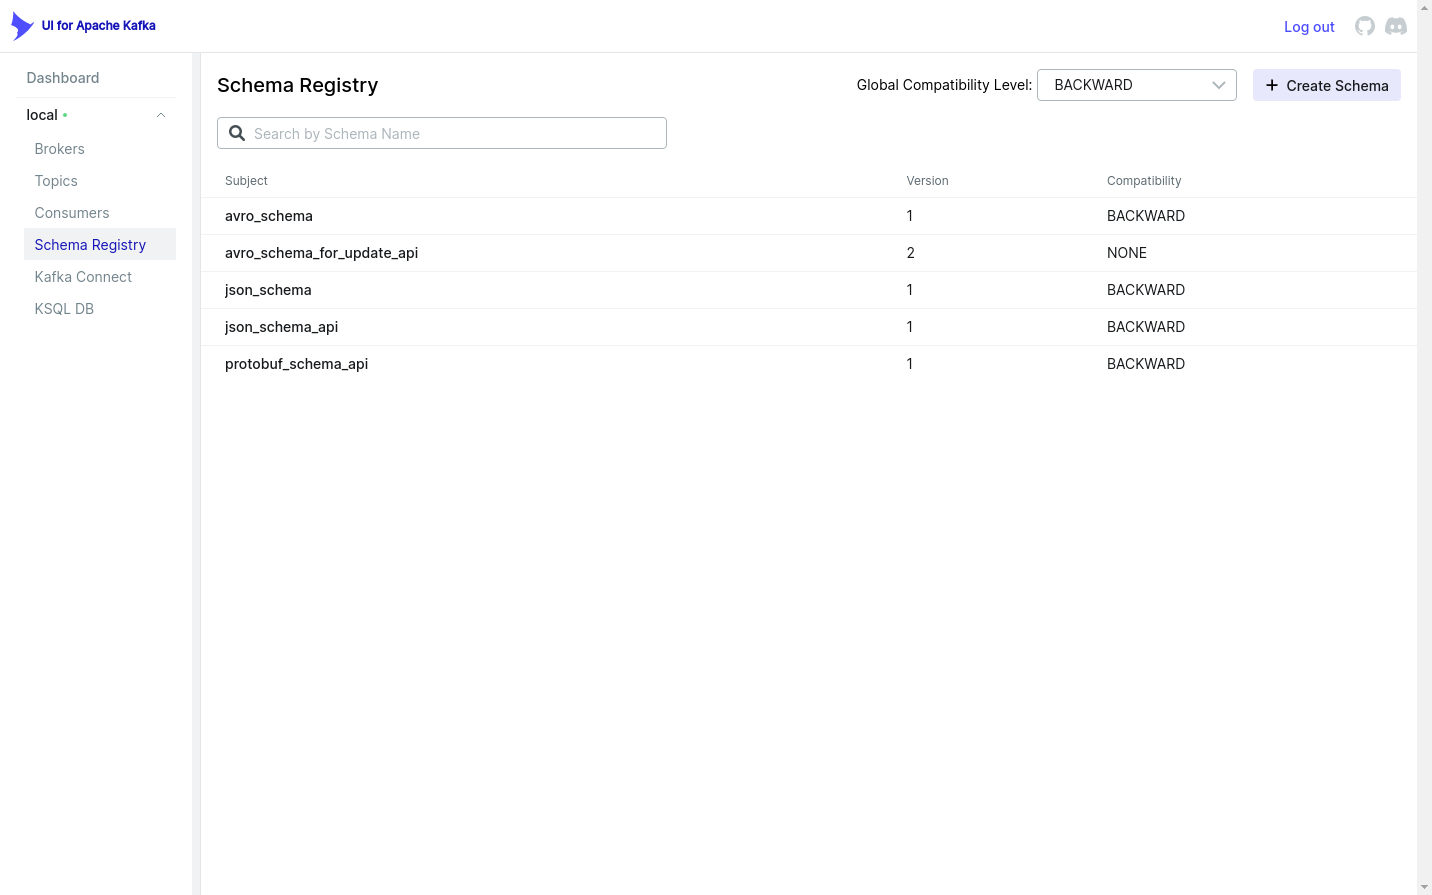 UI for Apache Kafka
Log out
Dashboard
local
Brokers
Topics
Consumers
Schema Registry
Kafka Connect
KSQL DB
Schema Registry
Global Compatibility Level: BACKWARD
Create Schema
Search by Schema Name
Subject Version Compatibility
avro_schema 1 BACKWARD
avro_schema_for_update_api 2 NONE
json_schema 1 BACKWARD
json_schema_api 1 BACKWARD
protobuf_schema_api 1 BACKWARD